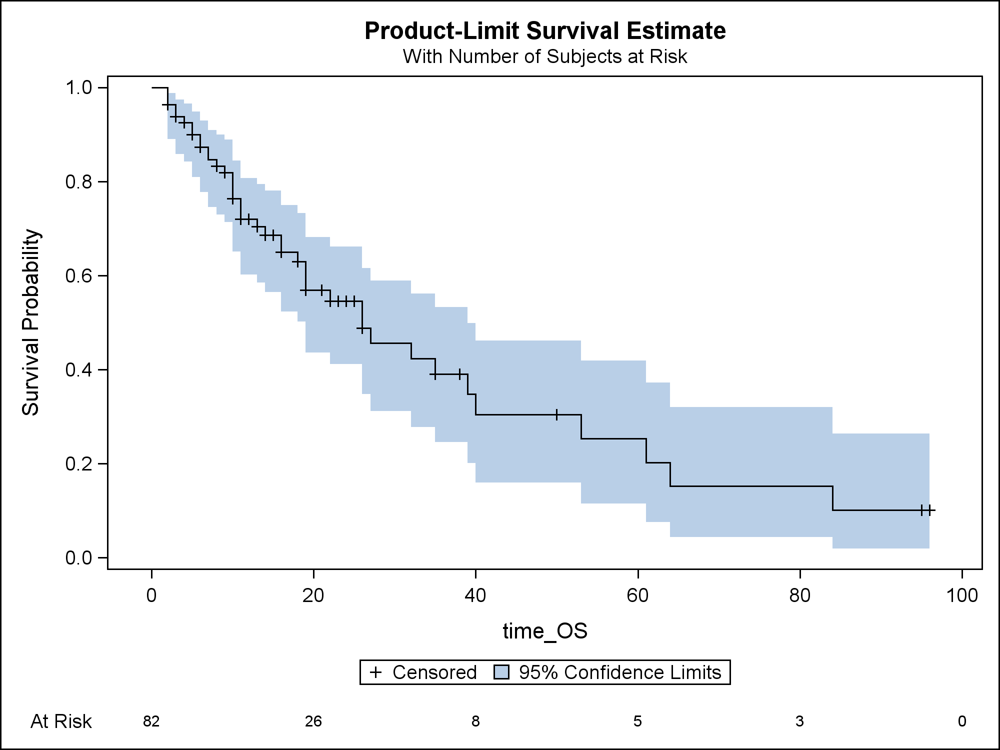 Product-Limit Survival Estimate
With Number of Subjects at Risk
1.0
0.8
0.6
0.4
0.2
0.0
Survival Probability
0 20 40 60 80 100
time_OS
+ Censored 95% Confidence Limits
At Risk 82 26 8 5 3 0